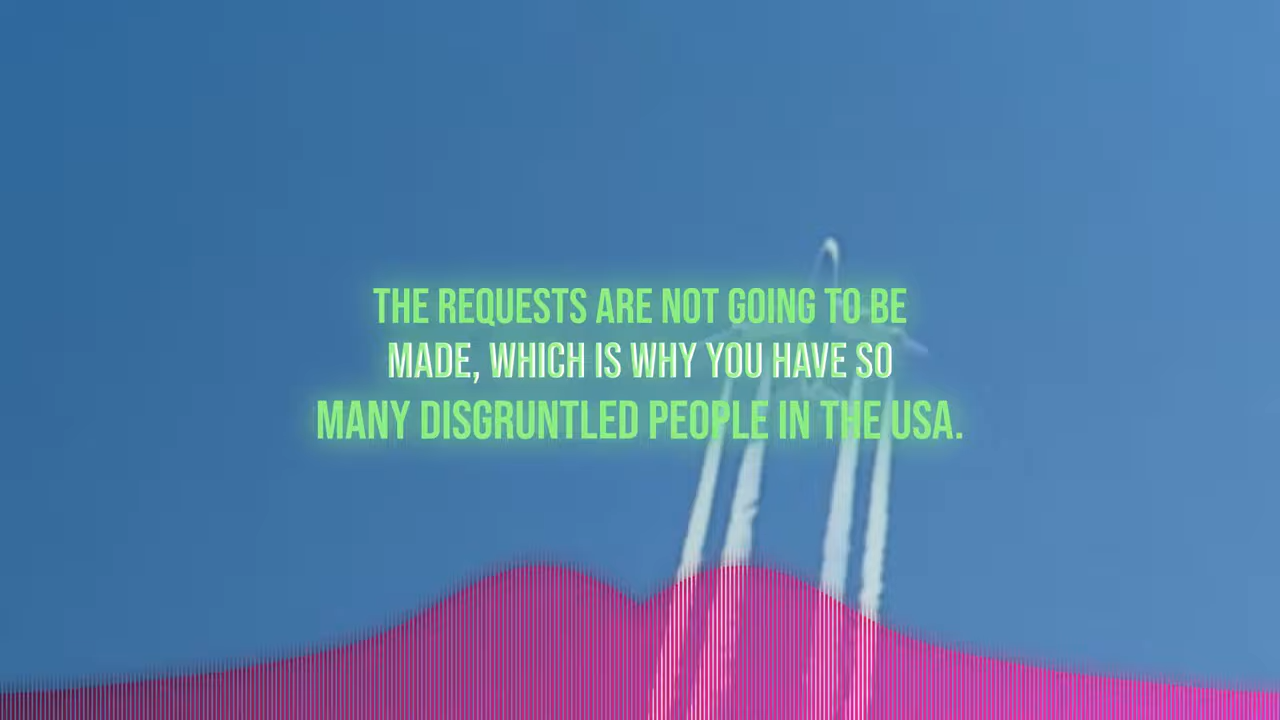 THE REQUESTS ARE NOT GOING TO BE
MADE, WHICH IS WHY YOU HAVE SO
MANY DISGRUNTLED PEOPLE IN THE USA.